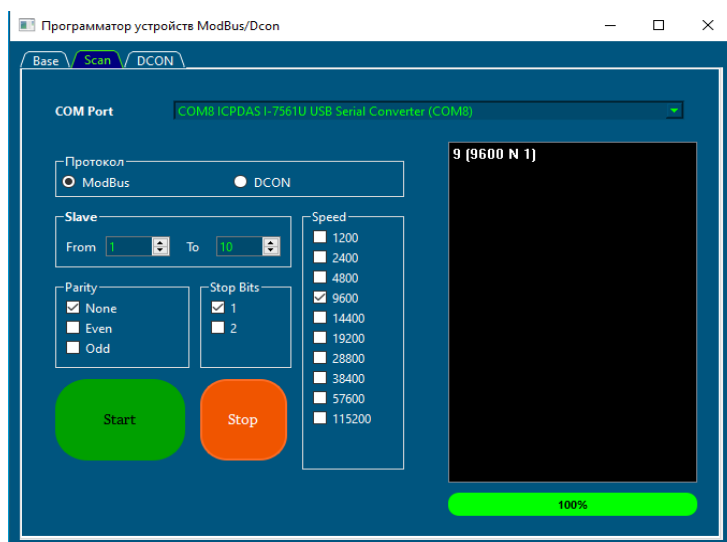 Программатор устройств ModBus/Dcon
Base Scan DCON
COM Port COM8 ICPDAS I-7561U USB Serial Converter (COM8)
Протокол
ModBus DCON
Slave
From 1 To 10
Parity
None
Even
Odd
Stop Bits
1
2
Speed
1200
2400
4800
9600
14400
19200
28800
38400
57600
115200
Start Stop
9 (9600 N 1)
100%